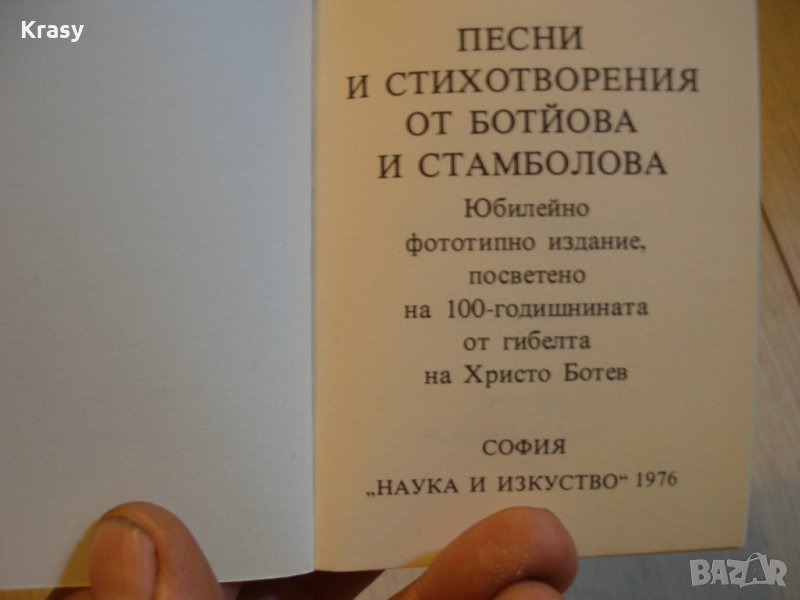 Krasy
ПЕСНИ
И СТИХОТВОРЕНИЯ
ОТ БОТЙОВА
И СТАМБОЛОВА
Юбилейно
фототипно издание,
посветено
на 100-годишнината
от гибелта
на Христо Ботев
СОФИЯ
„НАУКА И ИЗКУСТВО“ 1976
BAZAR